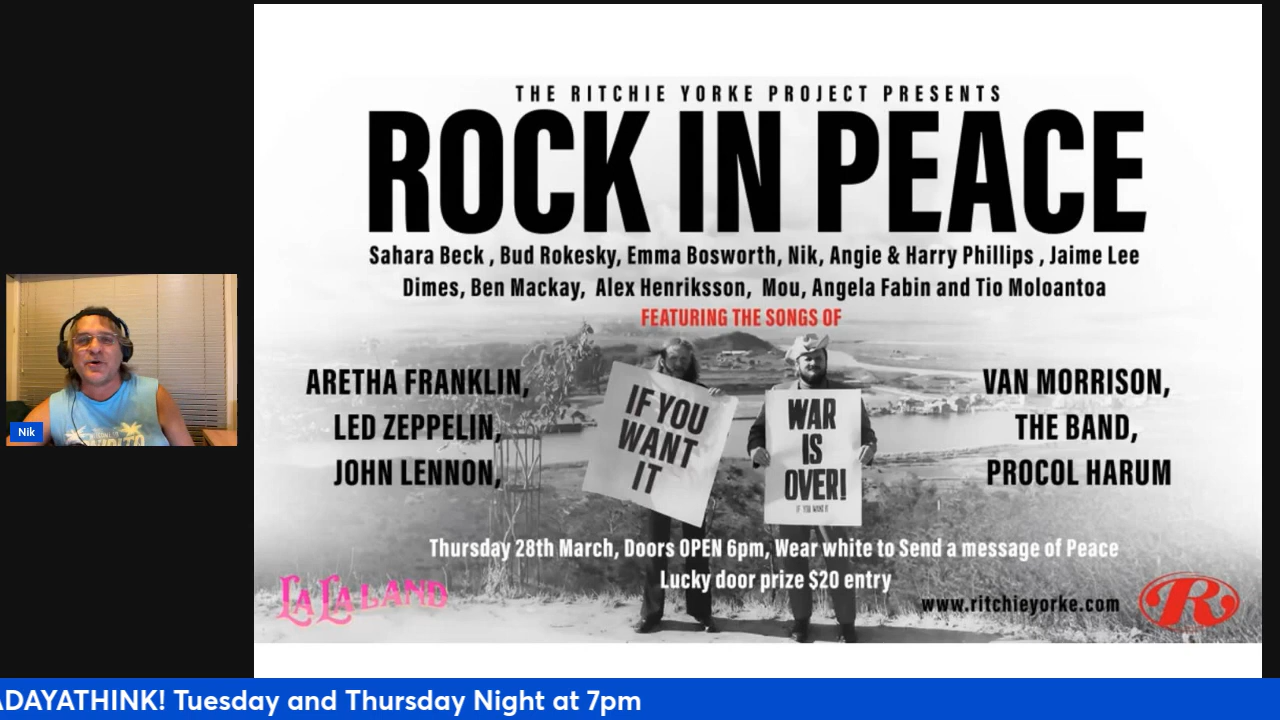 THE RITCHIE YORKE PROJECT PRESENTS
ROCK IN PEACE
Sahara Beck , Bud Rokesky, Emma Bosworth, Nik, Angie & Harry Phillips , Jaime Lee
Dimes, Ben Mackay, Alex Henriksson, Mou, Angela Fabin and Tio Moloantoa
FEATURING THE SONGS OF
ARETHA FRANKLIN,
LED ZEPPELIN,
JOHN LENNON,
IF YOU
WANT
IT
WAR
IS
OVER!
IF YOU WANT IT
VAN MORRISON,
THE BAND,
PROCOL HARUM
Thursday 28th March, Doors OPEN 6pm, Wear white to Send a message of Peace
Lucky door prize $20 entry
LA LA LAND
www.ritchieyorke.com
R
Nik
ADAYATHINK! Tuesday and Thursday Night at 7pm